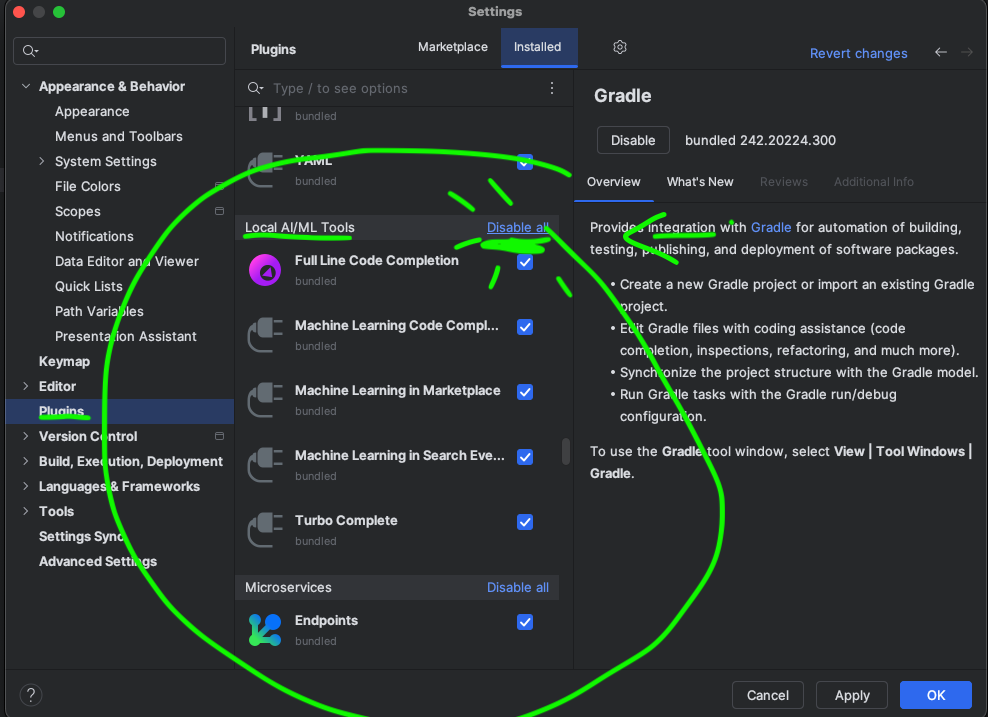 Settings
Plugins
Marketplace
Installed
Revert changes
Appearance & Behavior
Appearance
Menus and Toolbars
System Settings
File Colors
Scopes
Notifications
Data Editor and Viewer
Quick Lists
Path Variables
Presentation Assistant
Keymap
Editor
Plugins
Version Control
Build, Execution, Deployment
Languages & Frameworks
Tools
Settings Sync
Advanced Settings
Type / to see options
bundled
YAML
bundled
Local AI/ML Tools
Disable all
Full Line Code Completion
bundled
Machine Learning Code Compl...
bundled
Machine Learning in Marketplace
bundled
Machine Learning in Search Eve...
bundled
Turbo Complete
bundled
Microservices
Disable all
Endpoints
bundled
Gradle
Disable
bundled 242.20224.300
Overview
What's New
Reviews
Additional Info
Provides integration with Gradle for automation of building,
testing, publishing, and deployment of software packages.
• Create a new Gradle project or import an existing Gradle
project.
• Edit Gradle files with coding assistance (code
completion, inspections, refactoring, and much more).
• Synchronize the project structure with the Gradle model.
• Run Gradle tasks with the Gradle run/debug
configuration.
To use the Gradle tool window, select View | Tool Windows |
Gradle.
?
Cancel
Apply
OK